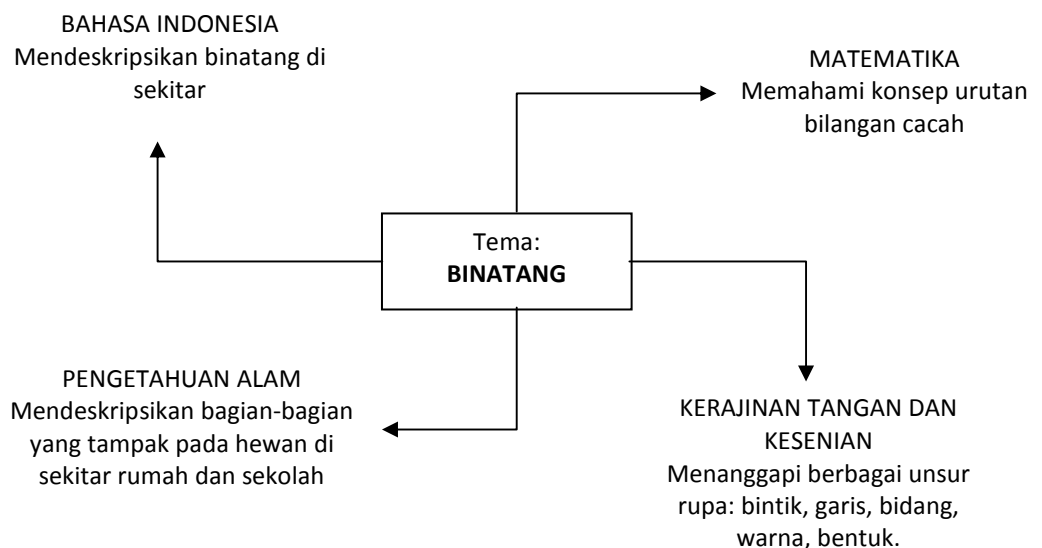 BAHASA INDONESIA
Mendeskripsikan binatang di
sekitar
MATEMATIKA
Memahami konsep urutan
bilangan cacah
Tema:
BINATANG
PENGETAHUAN ALAM
Mendeskripsikan bagian-bagian
yang tampak pada hewan di
sekitar rumah dan sekolah
KERAJINAN TANGAN DAN
KESENIAN
Menanggapi berbagai unsur
rupa: bintik, garis, bidang,
warna, bentuk.